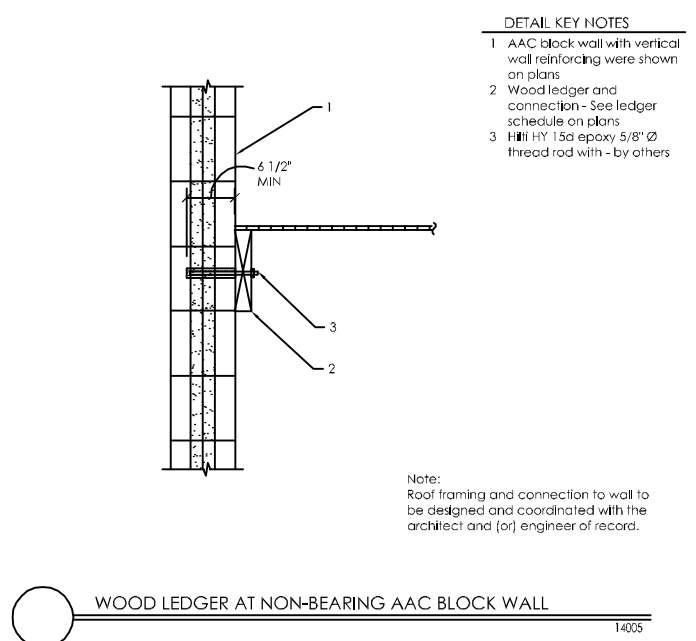 DETAIL KEY NOTES
1 AAC block wall with vertical
wall reinforcing were shown
on plans
2 Wood ledger and
connection - See ledger
schedule on plans
3 Hilti HY 15d epoxy 5/8" Ø
thread rod with - by others
1
6 1/2"
MIN
3
2
Note:
Roof framing and connection to wall to
be designed and coordinated with the
architect and (or) engineer of record.
WOOD LEDGER AT NON-BEARING AAC BLOCK WALL
14005